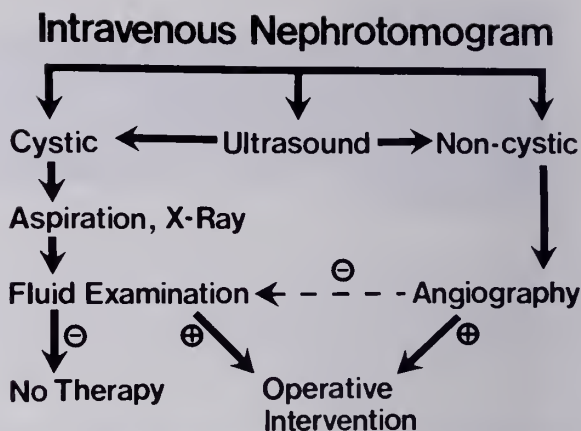 Intravenous Nephrotomogram
Cystic
Ultrasound
Non-cystic
Aspiration, X-Ray
⊖
Fluid Examination
Angiography
⊖
⊕
⊕
No Therapy
Operative
Intervention